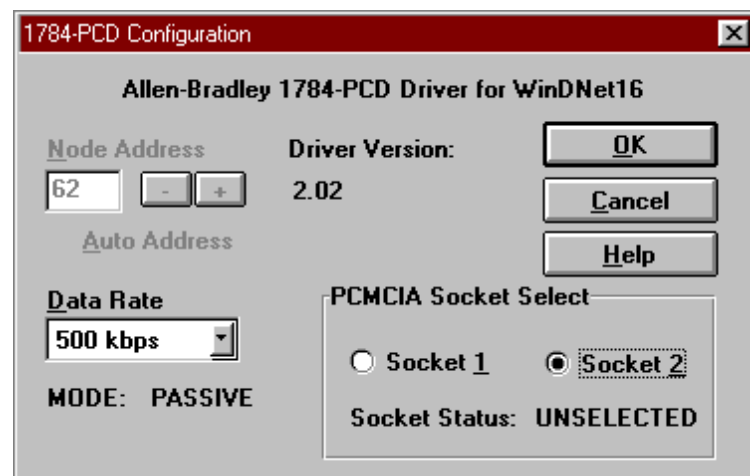 1784-PCD Configuration
Allen-Bradley 1784-PCD Driver for WinDNet16
Node Address
62
-
+
Auto Address
Driver Version:
2.02
OK
Cancel
Help
Data Rate
500 kbps
MODE: PASSIVE
PCMCIA Socket Select
Socket 1
Socket 2
Socket Status: UNSELECTED